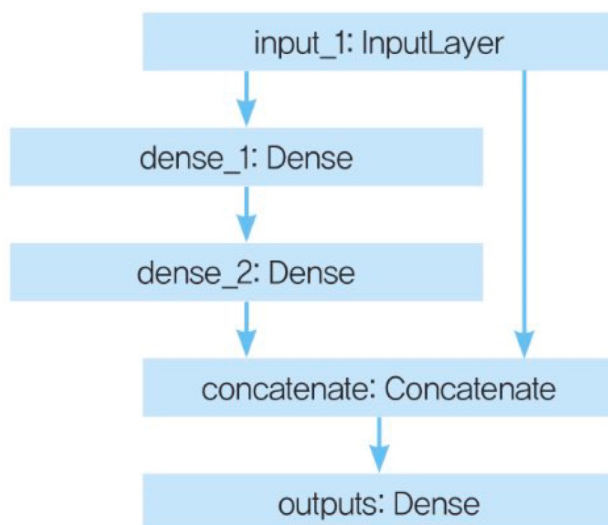 input_1: InputLayer
dense_1: Dense
dense_2: Dense
concatenate: Concatenate
outputs: Dense